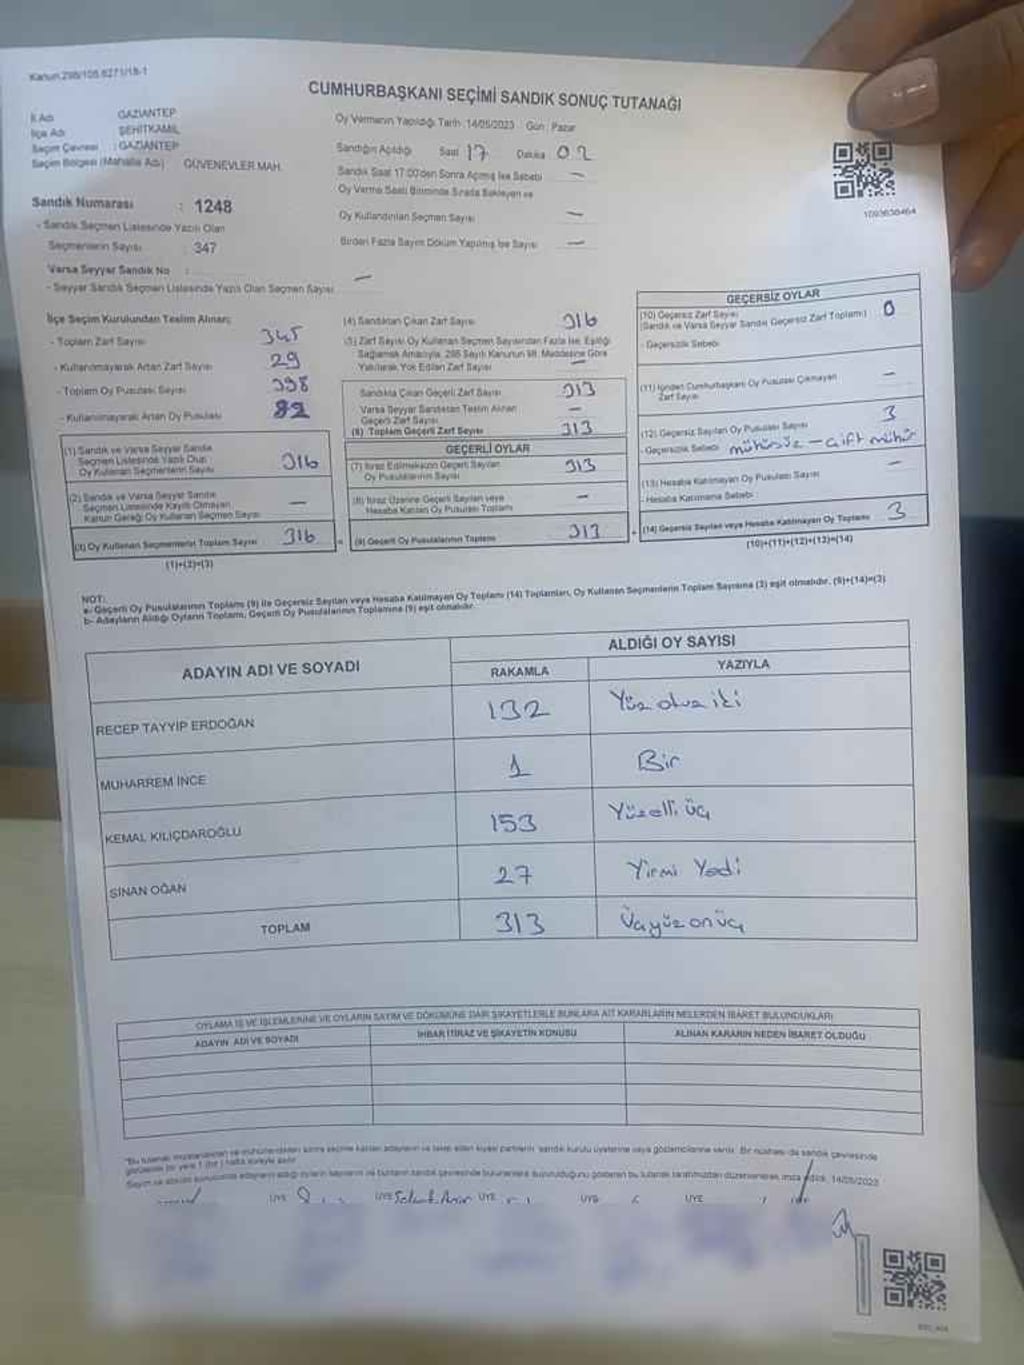 Kanun 298/105.6271/18-1
CUMHURBAŞKANI SEÇİMİ SANDIK SONUÇ TUTANAĞI
İl Adı : GAZİANTEP
İlçe Adı : ŞEHİTKAMİL
Seçim Çevresi : GAZİANTEP
Seçim Bölgesi (Mahalle Adı) GÜVENEVLER MAH.
Oy Vermenin Yapıldığı Tarih :14/05/2023 Gün : Pazar
Sandığın Açıldığı Saat 17 Dakika 02
Sandık Saat 17:00'den Sonra Açılmış İse Sebebi —
Oy Verme Saati Bitiminde Sırada Bekleyen ve
Oy Kullandırılan Seçmen Sayısı —
Birden Fazla Sayım Döküm Yapılmış İse Sayısı —
1093638464
Sandık Numarası : 1248
- Sandık Seçmen Listesinde Yazılı Olan
Seçmenlerin Sayısı : 347
Varsa Seyyar Sandık No :
- Seyyar Sandık Seçmen Listesinde Yazılı Olan Seçmen Sayısı —
İlçe Seçim Kurulundan Teslim Alınan;
- Toplam Zarf Sayısı 345
- Kullanılmayarak Artan Zarf Sayısı 29
- Toplam Oy Pusulası Sayısı 398
- Kullanılmayarak Artan Oy Pusulası 82
(1) Sandık ve Varsa Seyyar Sandık
Seçmen Listesinde Yazılı Olup
Oy Kullanan Seçmenlerin Sayısı 316
(2) Sandık ve Varsa Seyyar Sandık
Seçmen Listesinde Kayıtlı Olmayan
Kanun Gereği Oy Kullanan Seçmen Sayısı —
(3) Oy Kullanan Seçmenlerin Toplam Sayısı 316
(1)+(2)=(3)
(4) Sandıktan Çıkan Zarf Sayısı 316
(5) Zarf Sayısı Oy Kullanan Seçmen Sayısından Fazla İse, Eşitliği
Sağlamak Amacıyla, 298 Sayılı Kanunun 98. Maddesine Göre
Yakılarak Yok Edilen Zarf Sayısı —
Sandıkta Çıkan Geçerli Zarf Sayısı 313
Varsa Seyyar Sandıktan Teslim Alınan
Geçerli Zarf Sayısı —
(6) Toplam Geçerli Zarf Sayısı 313
GEÇERLİ OYLAR
(7) İtiraz Edilmeksizin Geçerli Sayılan
Oy Pusulalarının Sayısı 313
(8) İtiraz Üzerine Geçerli Sayılan veya
Hesaba Katılan Oy Pusulası Toplamı —
(9) Geçerli Oy Pusulalarının Toplamı 313
GEÇERSİZ OYLAR
(10) Geçersiz Zarf Sayısı
(Sandık ve Varsa Seyyar Sandık Geçersiz Zarf Toplamı) 0
- Geçersizlik Sebebi
(11) İçinden Cumhurbaşkanı Oy Pusulası Çıkmayan
Zarf Sayısı —
(12) Geçersiz Sayılan Oy Pusulası Sayısı 3
- Geçersizlik Sebebi mühürsüz — çift mühür
(13) Hesaba Katılmayan Oy Pusulası Sayısı —
- Hesaba Katılmama Sebebi
(14) Geçersiz Sayılan veya Hesaba Katılmayan Oy Toplamı 3
(10)+(11)+(12)+(13)=(14)
NOT:
a- Geçerli Oy Pusulalarının Toplamı (9) ile Geçersiz Sayılan veya Hesaba Katılmayan Oy Toplamı (14) Toplamları, Oy Kullanan Seçmenlerin Toplam Sayısına (3) eşit olmalıdır. (9)+(14)=(3)
b- Adayların Aldığı Oyların Toplamı, Geçerli Oy Pusulalarının Toplamına (9) eşit olmalıdır.
ADAYIN ADI VE SOYADI
ALDIĞI OY SAYISI
RAKAMLA YAZIYLA
RECEP TAYYİP ERDOĞAN 132 Yüz otuz iki
MUHARREM İNCE 1 Bir
KEMAL KILIÇDAROĞLU 153 Yüzelli üç
SİNAN OĞAN 27 Yirmi Yedi
TOPLAM 313 Üçyüz onüç
OYLAMA İŞ VE İŞLEMLERİNE VE OYLARIN SAYIM VE DÖKÜMÜNE DAİR ŞİKAYETLERLE BUNLARA AİT KARARLARIN NELERDEN İBARET BULUNDUKLARI
ADAYIN ADI VE SOYADI İHBAR İTİRAZ VE ŞİKAYETİN KONUSU ALINAN KARARIN NEDEN İBARET OLDUĞU
14/05/2023
ÜYE ÜYE ÜYE ÜYE ÜYE